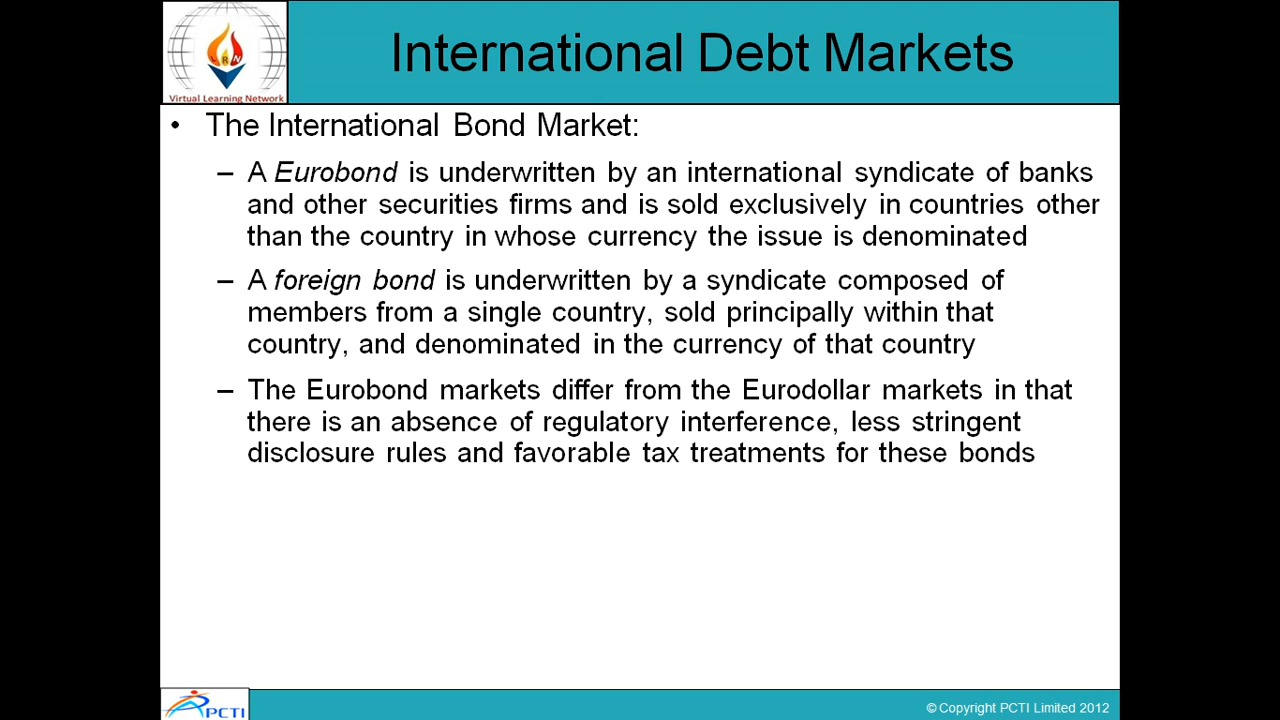 International Debt Markets
Virtual Learning Network
• The International Bond Market:
– A Eurobond is underwritten by an international syndicate of banks
and other securities firms and is sold exclusively in countries other
than the country in whose currency the issue is denominated
– A foreign bond is underwritten by a syndicate composed of
members from a single country, sold principally within that
country, and denominated in the currency of that country
– The Eurobond markets differ from the Eurodollar markets in that
there is an absence of regulatory interference, less stringent
disclosure rules and favorable tax treatments for these bonds
PCTI
© Copyright PCTI Limited 2012